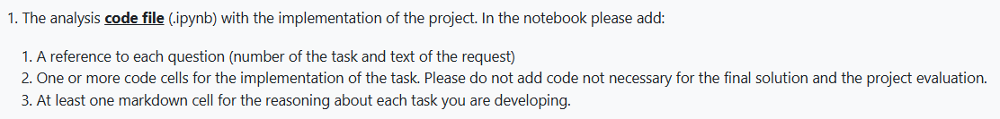 1. The analysis code file (.ipynb) with the implementation of the project. In the notebook please add:
1. A reference to each question (number of the task and text of the request)
2. One or more code cells for the implementation of the task. Please do not add code not necessary for the final solution and the project evaluation.
3. At least one markdown cell for the reasoning about each task you are developing.